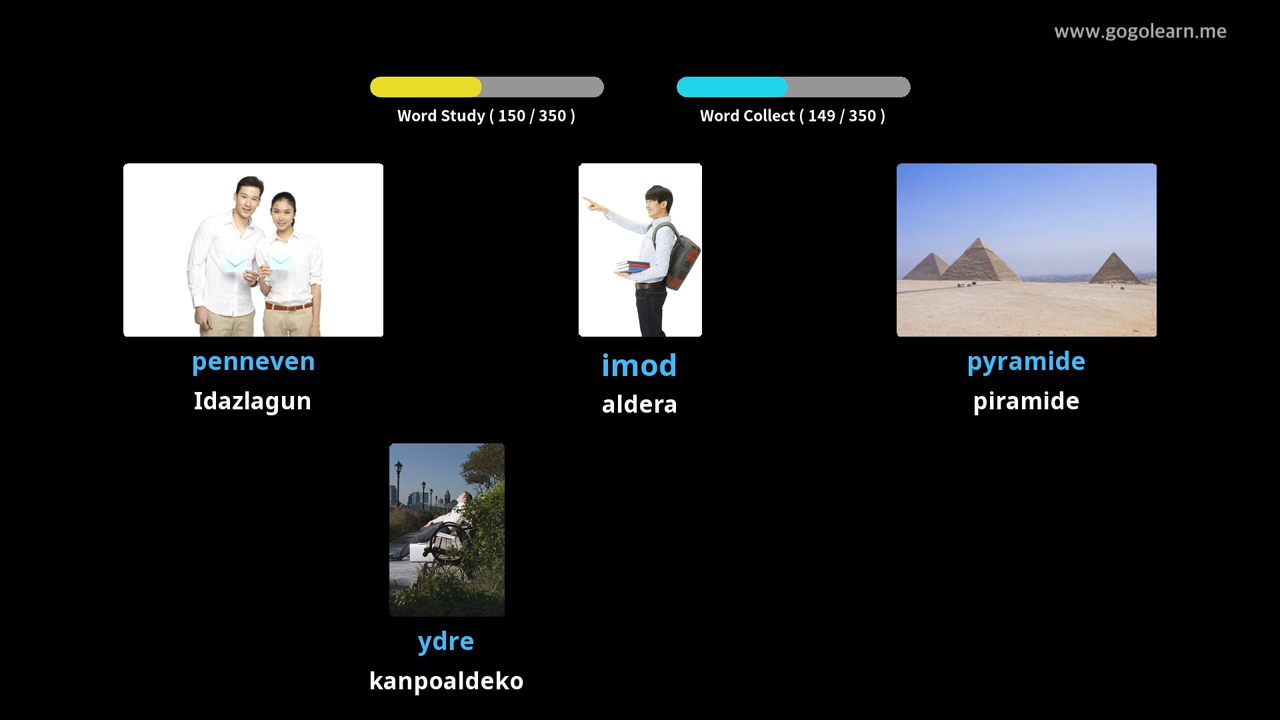 www.gogolearn.me
Word Study ( 150 / 350 )
Word Collect ( 149 / 350 )
penneven
Idazlagun
imod
aldera
pyramide
piramide
ydre
kanpoaldeko